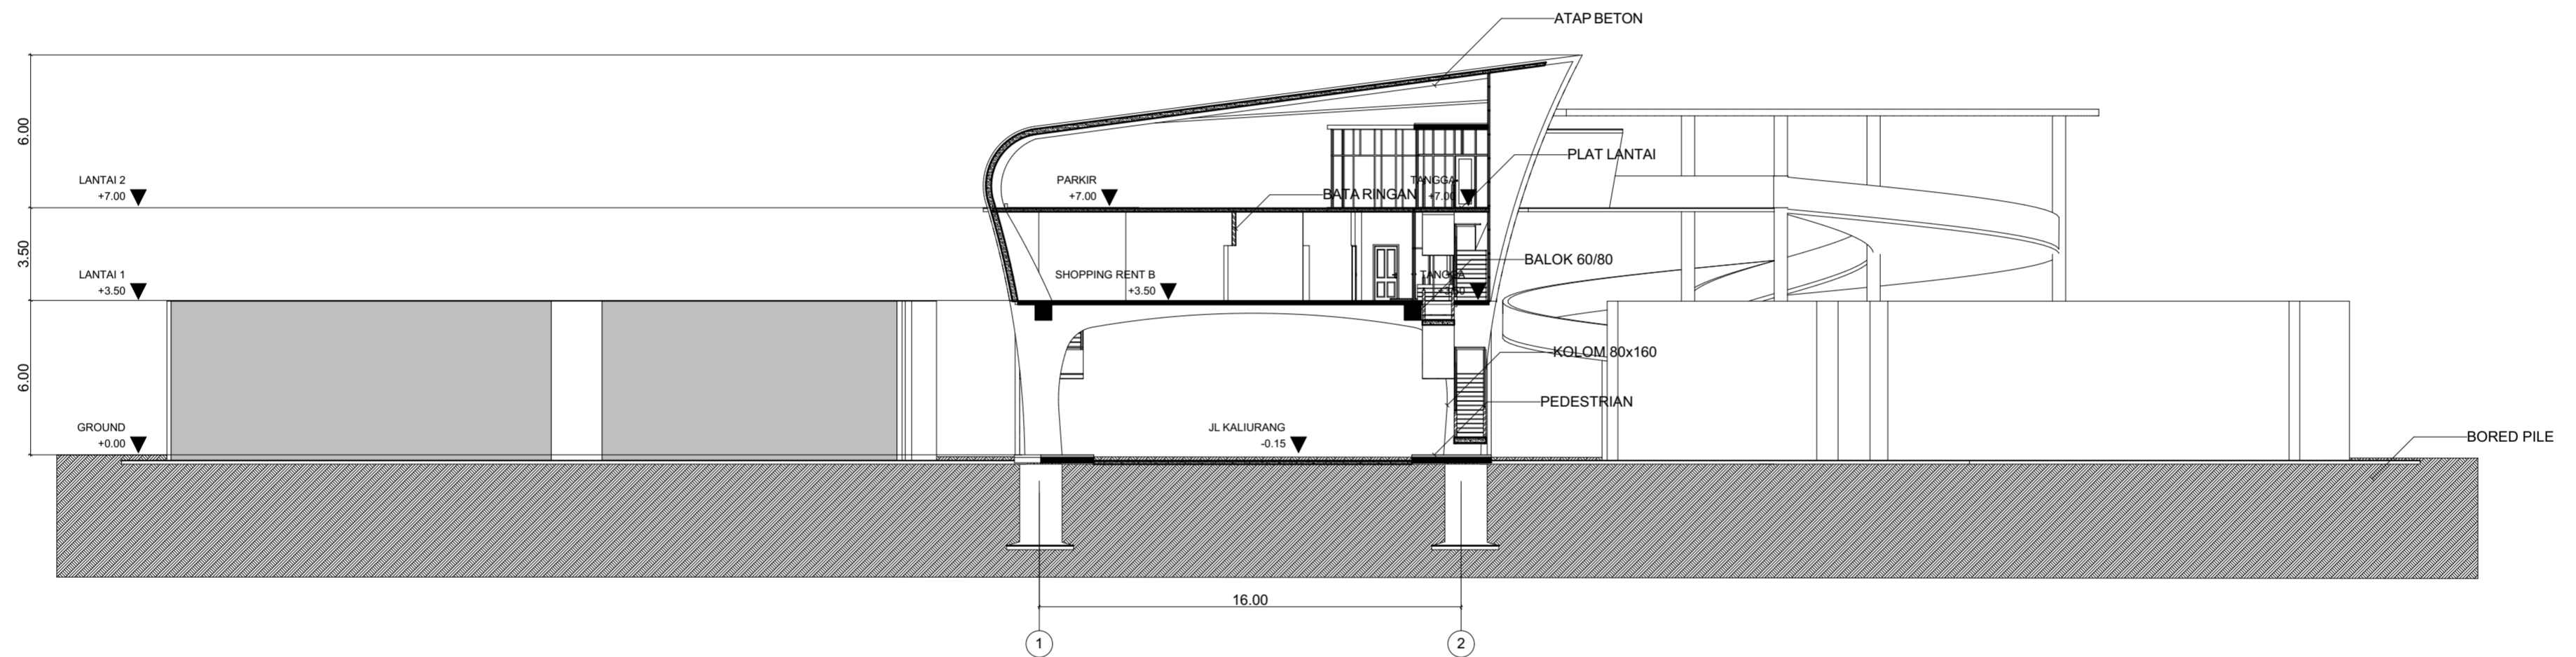 ATAP BETON
6.00
PLAT LANTAI
LANTAI 2
+7.00
PARKIR
+7.00
TANGGA
+7.00
BATA RINGAN
3.50
BALOK 60/80
LANTAI 1
+3.50
SHOPPING RENT B
+3.50
TANGGA
6.00
KOLOM 80x160
PEDESTRIAN
GROUND
+0.00
JL KALIURANG
-0.15
BORED PILE
16.00
1
2